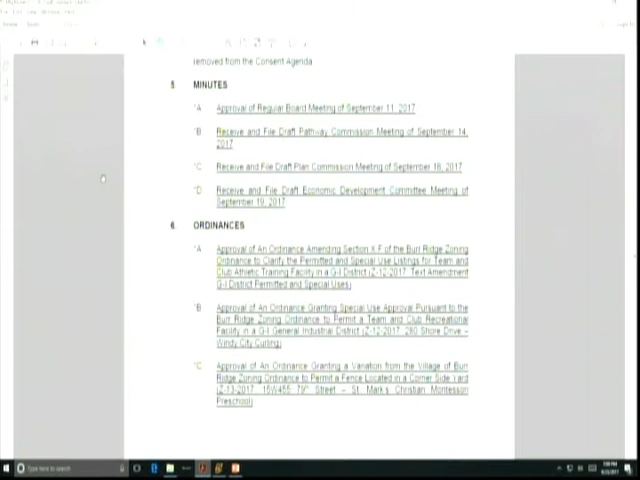 removed from the Consent Agenda
5. MINUTES
*A Approval of Regular Board Meeting of September 11, 2017
*B Receive and File Draft Pathway Commission Meeting of September 14,
2017
*C Receive and File Draft Plan Commission Meeting of September 18, 2017
*D Receive and File Draft Economic Development Committee Meeting of
September 19, 2017
6. ORDINANCES
*A Approval of An Ordinance Amending Section X.F of the Burr Ridge Zoning
Ordinance to Clarify the Permitted and Special Use Listings for Team and
Club Athletic Training Facility in a G-I District (Z-12-2017: Text Amendment
G-I District Permitted and Special Uses)
*B Approval of An Ordinance Granting Special Use Approval Pursuant to the
Burr Ridge Zoning Ordinance to Permit a Team and Club Recreational
Facility in a G-I General Industrial District (Z-12-2017: 260 Shore Drive –
Windy City Curling)
*C Approval of An Ordinance Granting a Variation from the Village of Burr
Ridge Zoning Ordinance to Permit a Fence Located in a Corner Side Yard
(Z-13-2017: 15W455 79th Street – St. Mark's Christian Montessori
Preschool)
Type here to search